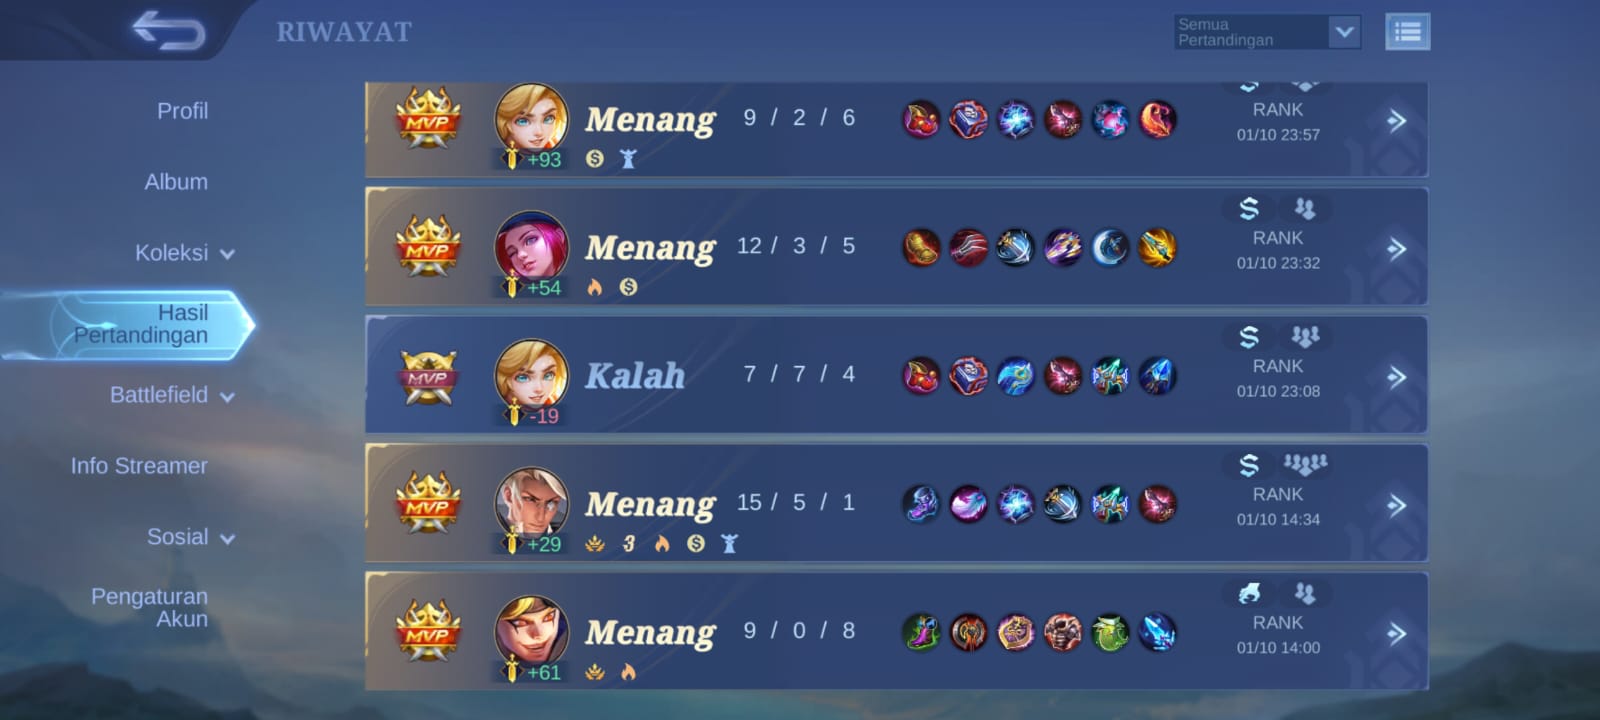 RIWAYAT
Semua
Pertandingan
Profil
Album
Koleksi
Hasil
Pertandingan
Battlefield
Info Streamer
Sosial
Pengaturan
Akun
MVP
+93
Menang
9 / 2 / 6
RANK
01/10 23:57
MVP
+54
Menang
12 / 3 / 5
RANK
01/10 23:32
MVP
-19
Kalah
7 / 7 / 4
RANK
01/10 23:08
MVP
+29
Menang
3
15 / 5 / 1
RANK
01/10 14:34
MVP
+61
Menang
9 / 0 / 8
RANK
01/10 14:00